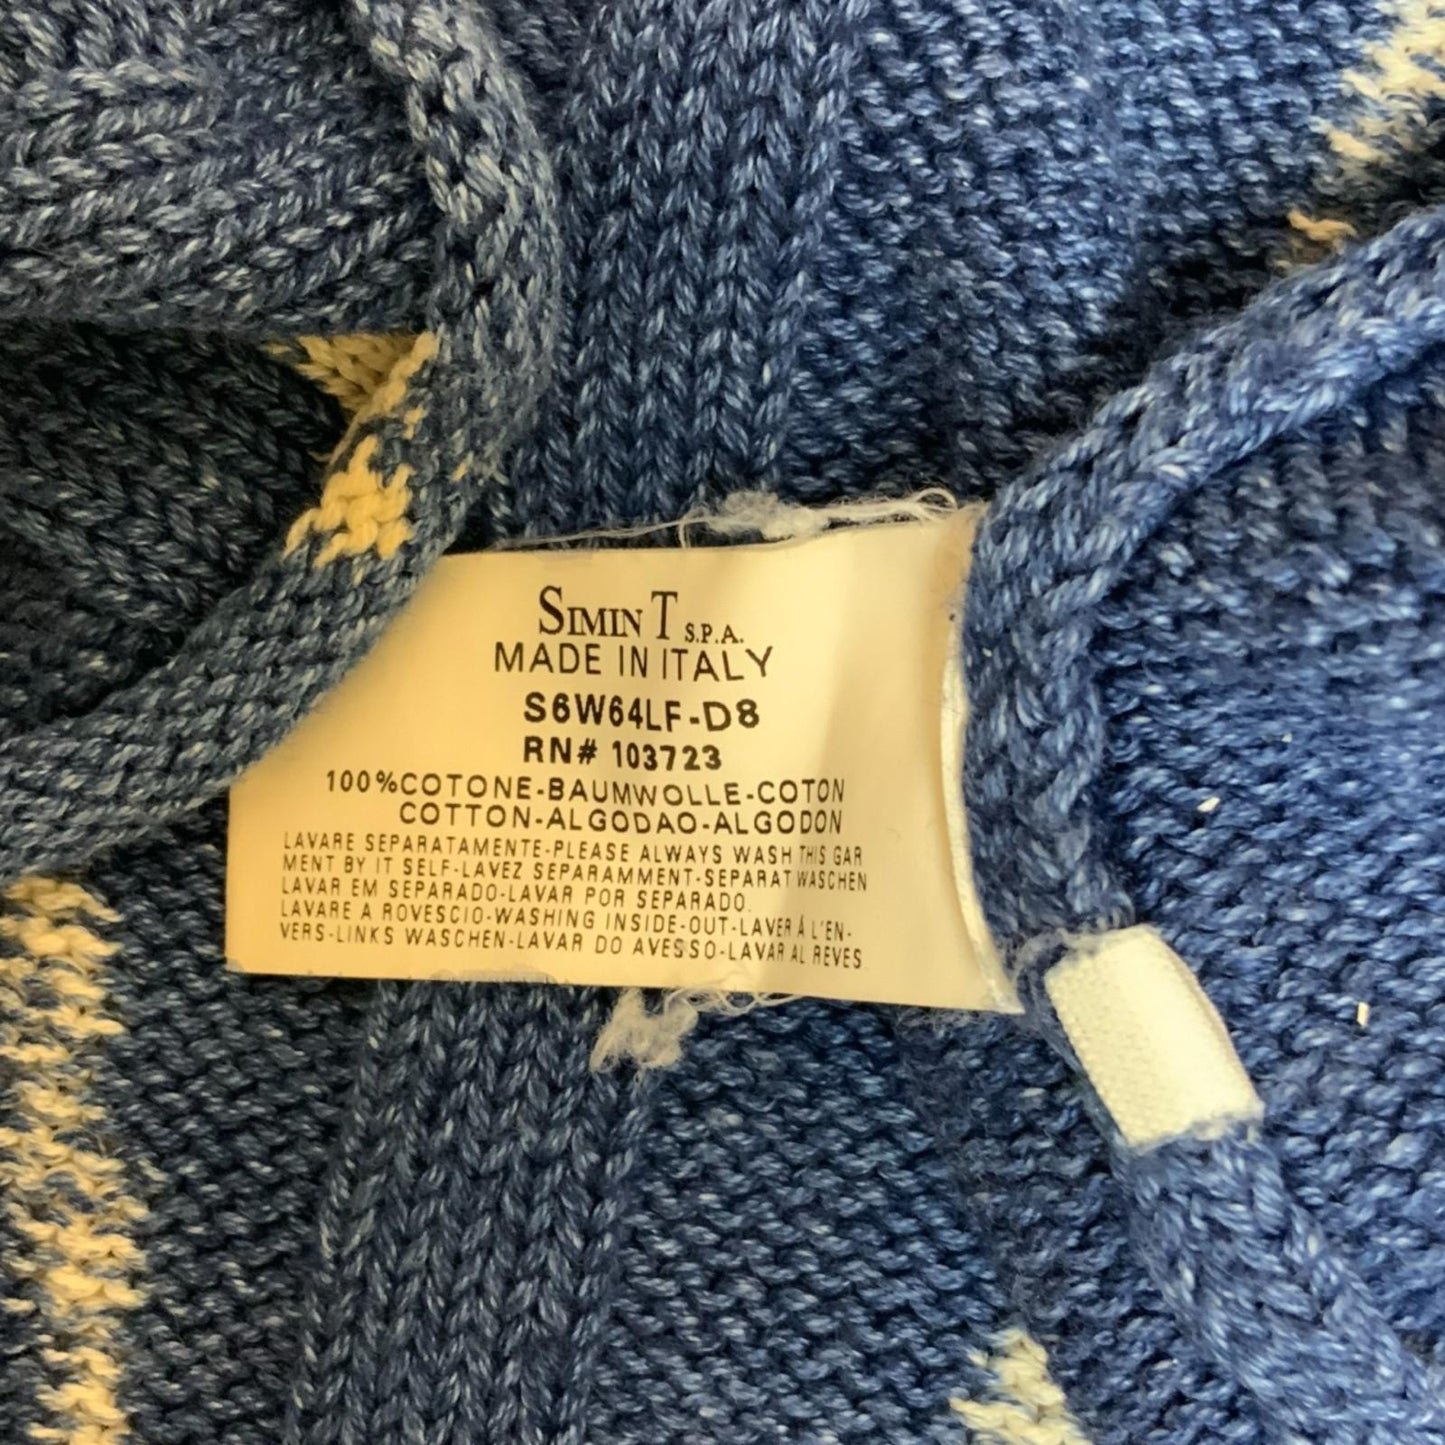 SIMIN T S.P.A.
MADE IN ITALY
S6W64LF-D8
RN# 103723
100%COTONE-BAUMWOLLE-COTON
COTTON-ALGODAO-ALGODON
LAVARE SEPARATAMENTE-PLEASE ALWAYS WASH THIS GAR
MENT BY IT SELF-LAVEZ SEPARAMMENT-SEPARAT WASCHEN
LAVAR EM SEPARADO-LAVAR POR SEPARADO.
LAVARE A ROVESCIO-WASHING INSIDE-OUT-LAVER À L'EN-
VERS-LINKS WASCHEN-LAVAR DO AVESSO-LAVAR AL REVES